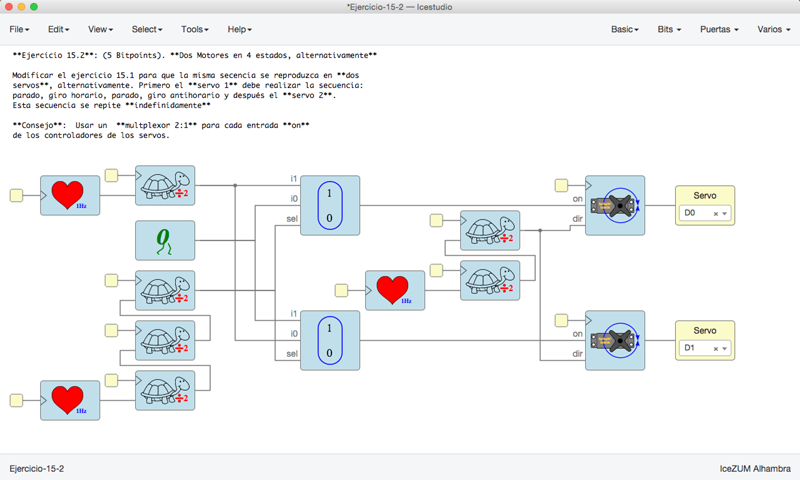 *Ejercicio-15-2 — Icestudio
File Edit View Select Tools Help Basic Bits Puertas Varios
**Ejercicio 15.2**: (5 Bitpoints). **Dos Motores en 4 estados, alternativamente**
Modificar el ejercicio 15.1 para que la misma secencia se reproduzca en **dos
servos**, alternativamente. Primero el **servo 1** debe realizar la secuencia:
parado, giro horario, parado, giro antihorario y después el **servo 2**.
Esta secuencia se repite **indefinidamente**
**Consejo**:  Usar un  **multplexor 2:1** para cada entrada **on**
de los controladores de los servos.
1Hz
÷2
0
÷2
÷2
÷2
1Hz
i1
i0
sel
1
0
÷2
÷2
1Hz
i1
i0
sel
1
0
on
dir
Servo
D0 ×
on
dir
Servo
D1 ×
Ejercicio-15-2
IceZUM Alhambra